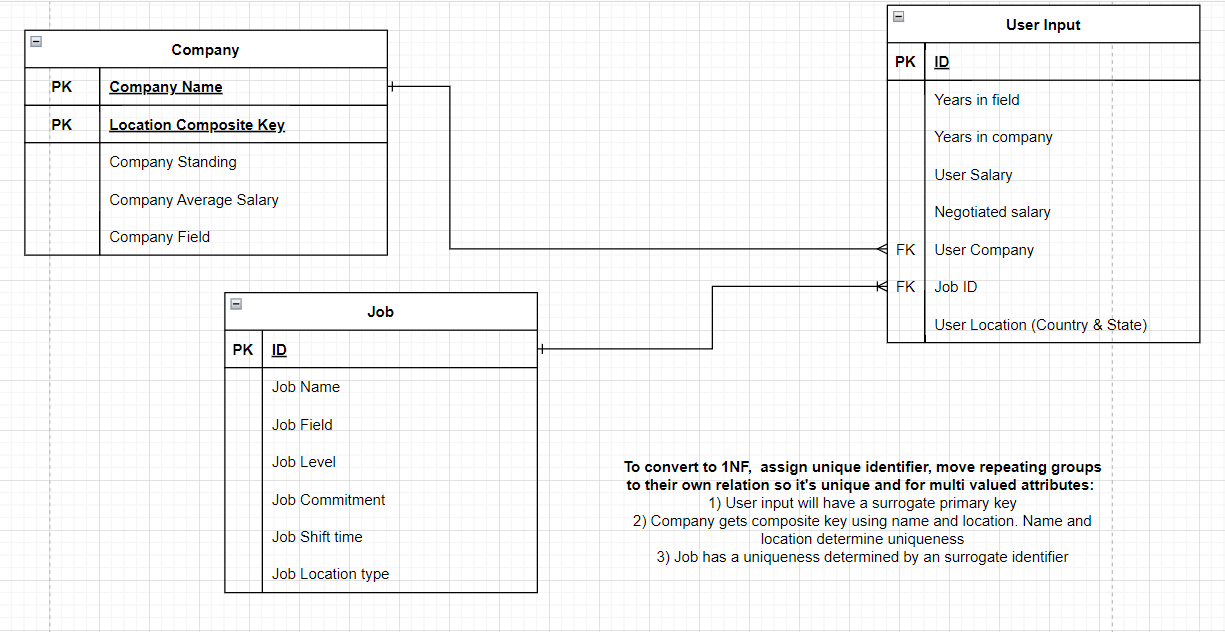 Company
PK Company Name
PK Location Composite Key
Company Standing
Company Average Salary
Company Field
User Input
PK ID
Years in field
Years in company
User Salary
Negotiated salary
FK User Company
FK Job ID
User Location (Country & State)
Job
PK ID
Job Name
Job Field
Job Level
Job Commitment
Job Shift time
Job Location type
To convert to 1NF, assign unique identifier, move repeating groups
to their own relation so it's unique and for multi valued attributes:
1) User input will have a surrogate primary key
2) Company gets composite key using name and location. Name and
location determine uniqueness
3) Job has a uniqueness determined by an surrogate identifier